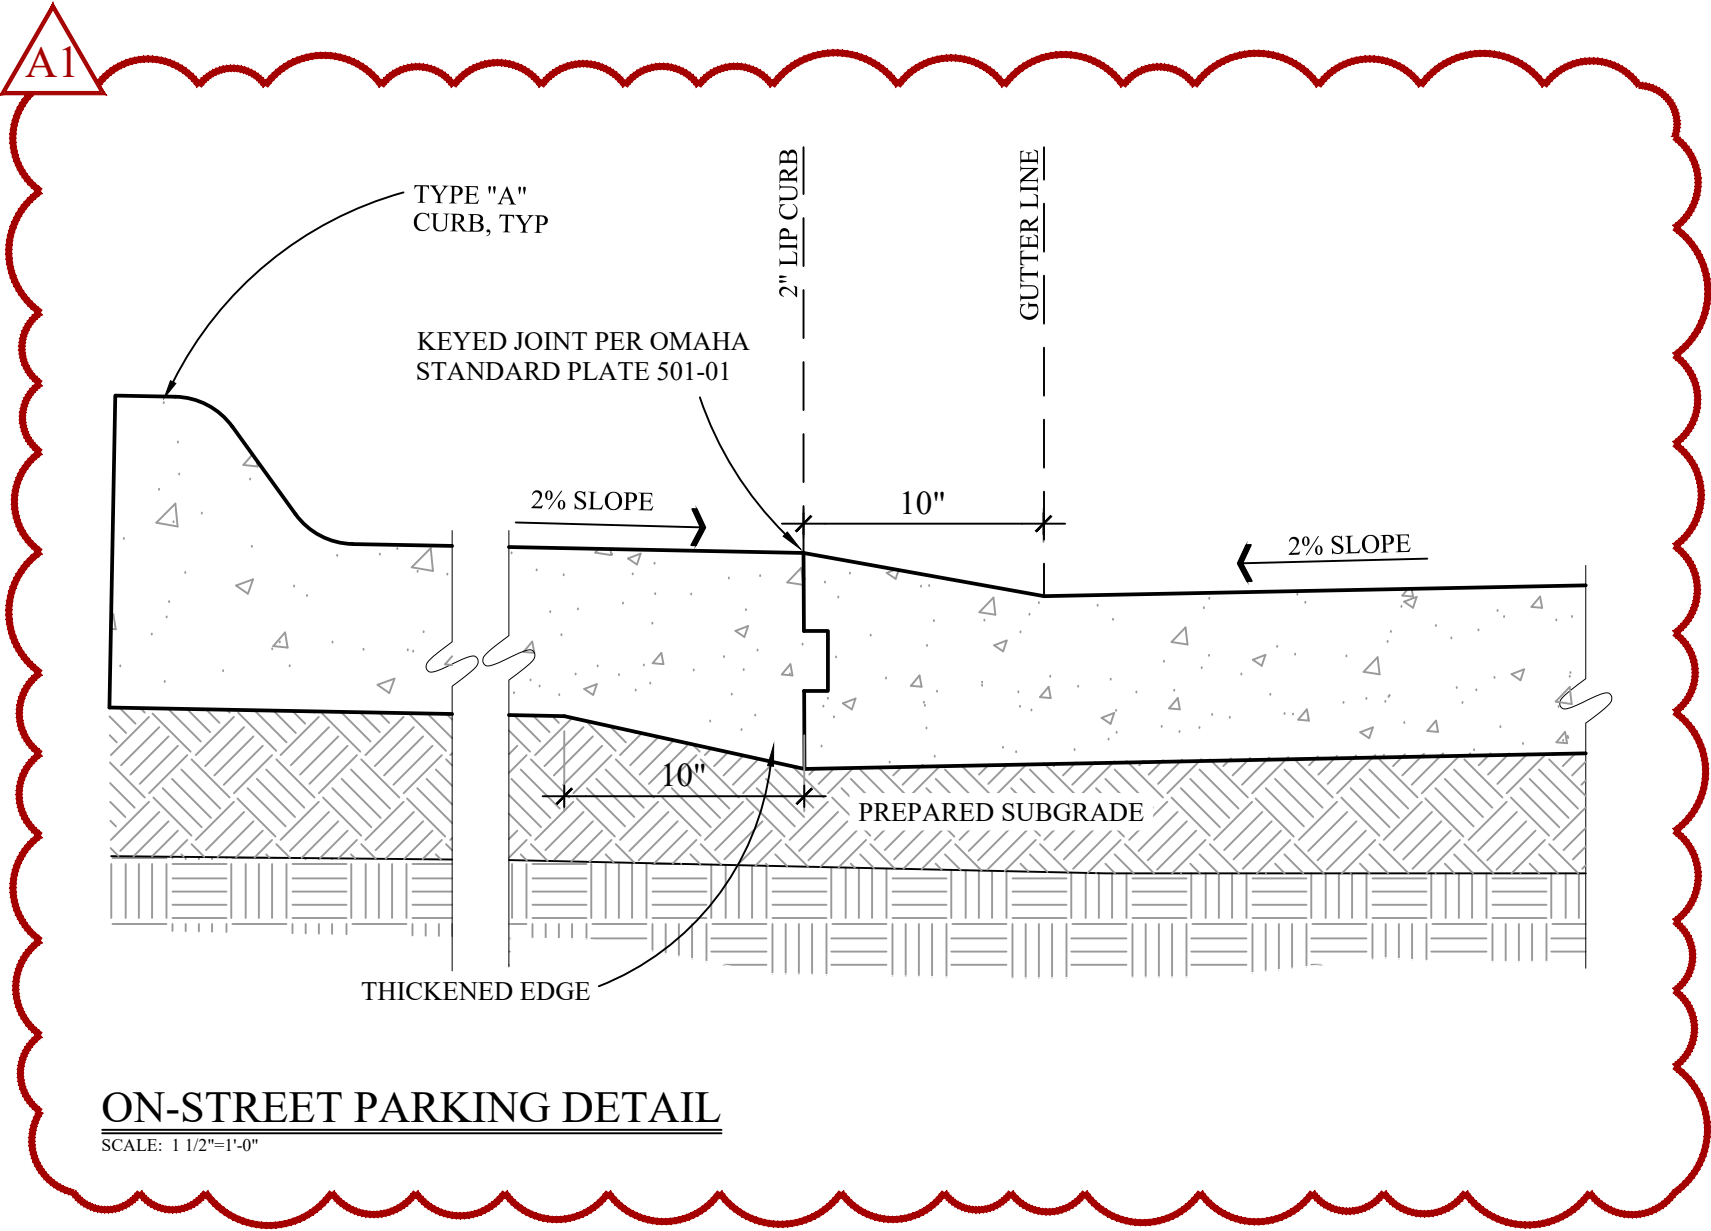 A1
TYPE "A"
CURB, TYP
2" LIP CURB
GUTTER LINE
KEYED JOINT PER OMAHA
STANDARD PLATE 501-01
2% SLOPE
10"
2% SLOPE
10"
PREPARED SUBGRADE
THICKENED EDGE
ON-STREET PARKING DETAIL
SCALE: 1 1/2"=1'-0"